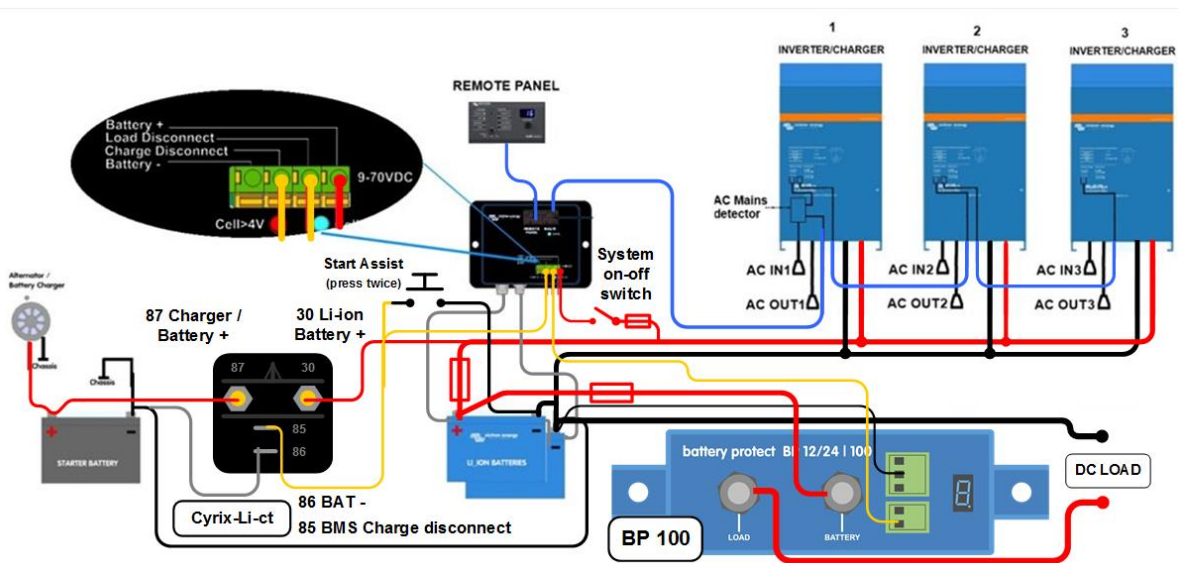 1
INVERTER/CHARGER
2
INVERTER/CHARGER
3
INVERTER/CHARGER
REMOTE PANEL
Battery +
Load Disconnect
Charge Disconnect
Battery -
9-70VDC
Cell>4V
AC Mains
detector
System
on-off
switch
Start Assist
(press twice)
AC IN1
AC OUT1
AC IN2
AC OUT2
AC IN3
AC OUT3
Alternator /
Battery Charger
Chassis
Chassis
87 Charger /
Battery +
30 Li-ion
Battery +
87
30
85
86
+
-
STARTER BATTERY
+
-
-
victron energy
LI_ION BATTERIES
Cyrix-Li-ct
86 BAT -
85 BMS Charge disconnect
battery protect BP 12/24 | 100
LOAD
BATTERY
8.
BP 100
DC LOAD